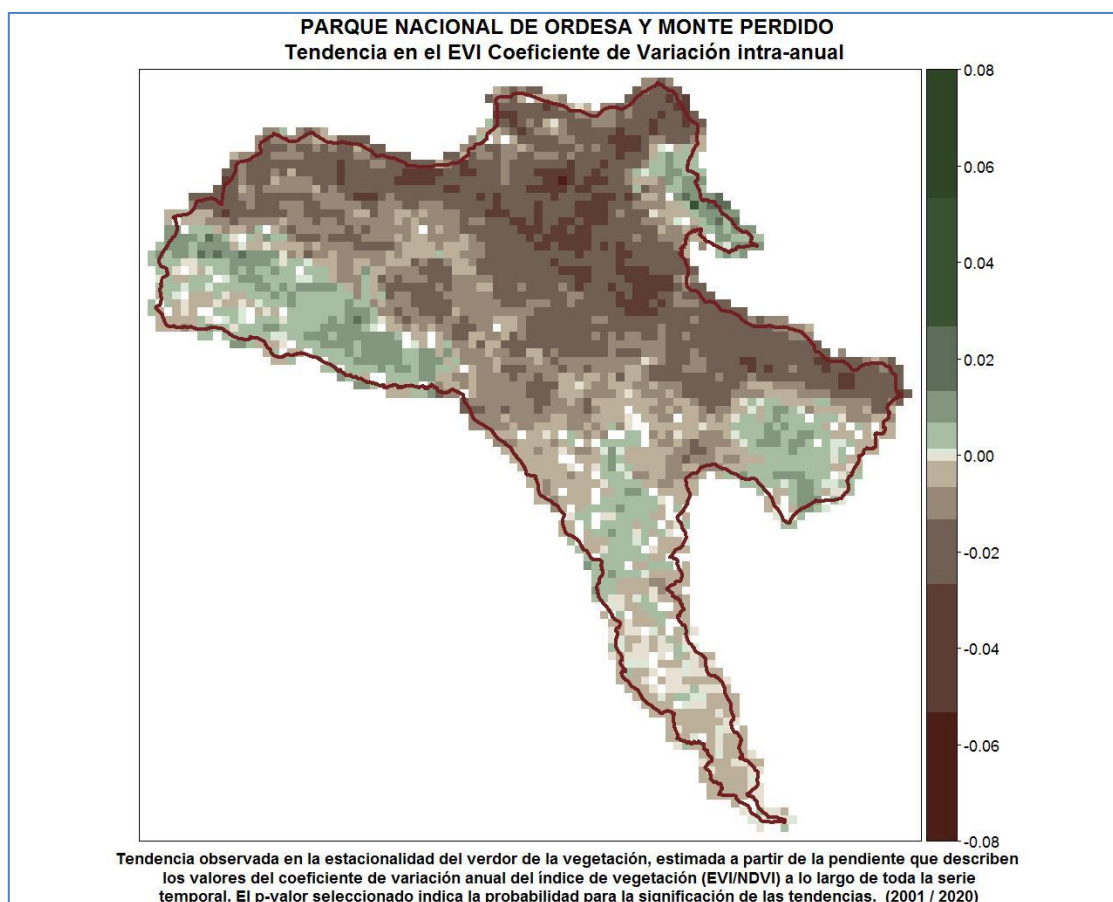 PARQUE NACIONAL DE ORDESA Y MONTE PERDIDO
Tendencia en el EVI Coeficiente de Variación intra-anual
0.08
0.06
0.04
0.02
0.00
-0.02
-0.04
-0.06
-0.08
Tendencia observada en la estacionalidad del verdor de la vegetación, estimada a partir de la pendiente que describen
los valores del coeficiente de variación anual del índice de vegetación (EVI/NDVI) a lo largo de toda la serie
temporal. El p-valor seleccionado indica la probabilidad para la significación de las tendencias. (2001 / 2020)